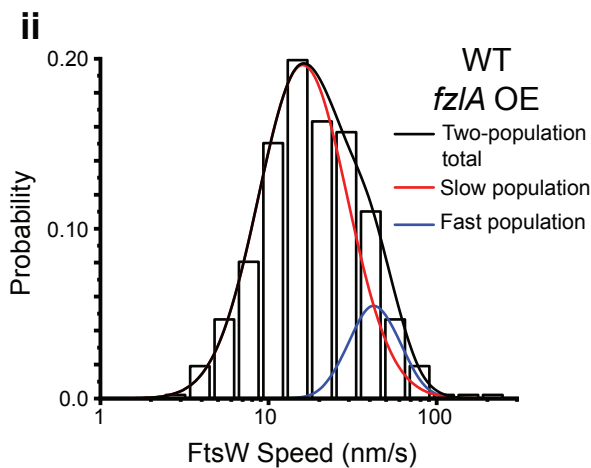 ii
WT
fzlA OE
Two-population
total
Slow population
Fast population
Probability
0.20
0.10
0.0
1
10
100
FtsW Speed (nm/s)